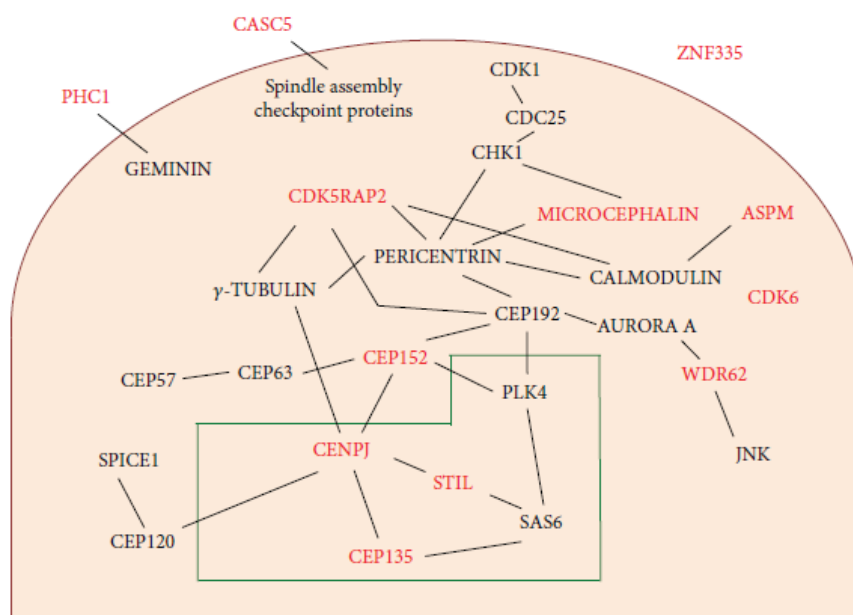 CASC5
ZNF335
CDK1
Spindle assembly
checkpoint proteins
PHC1
CDC25
CHK1
GEMININ
CDK5RAP2
MICROCEPHALIN
ASPM
PERICENTRIN
CALMODULIN
γ-TUBULIN
CDK6
CEP192
AURORA A
CEP152
CEP57
CEP63
WDR62
PLK4
CENPJ
JNK
SPICE1
STIL
SAS6
CEP120
CEP135